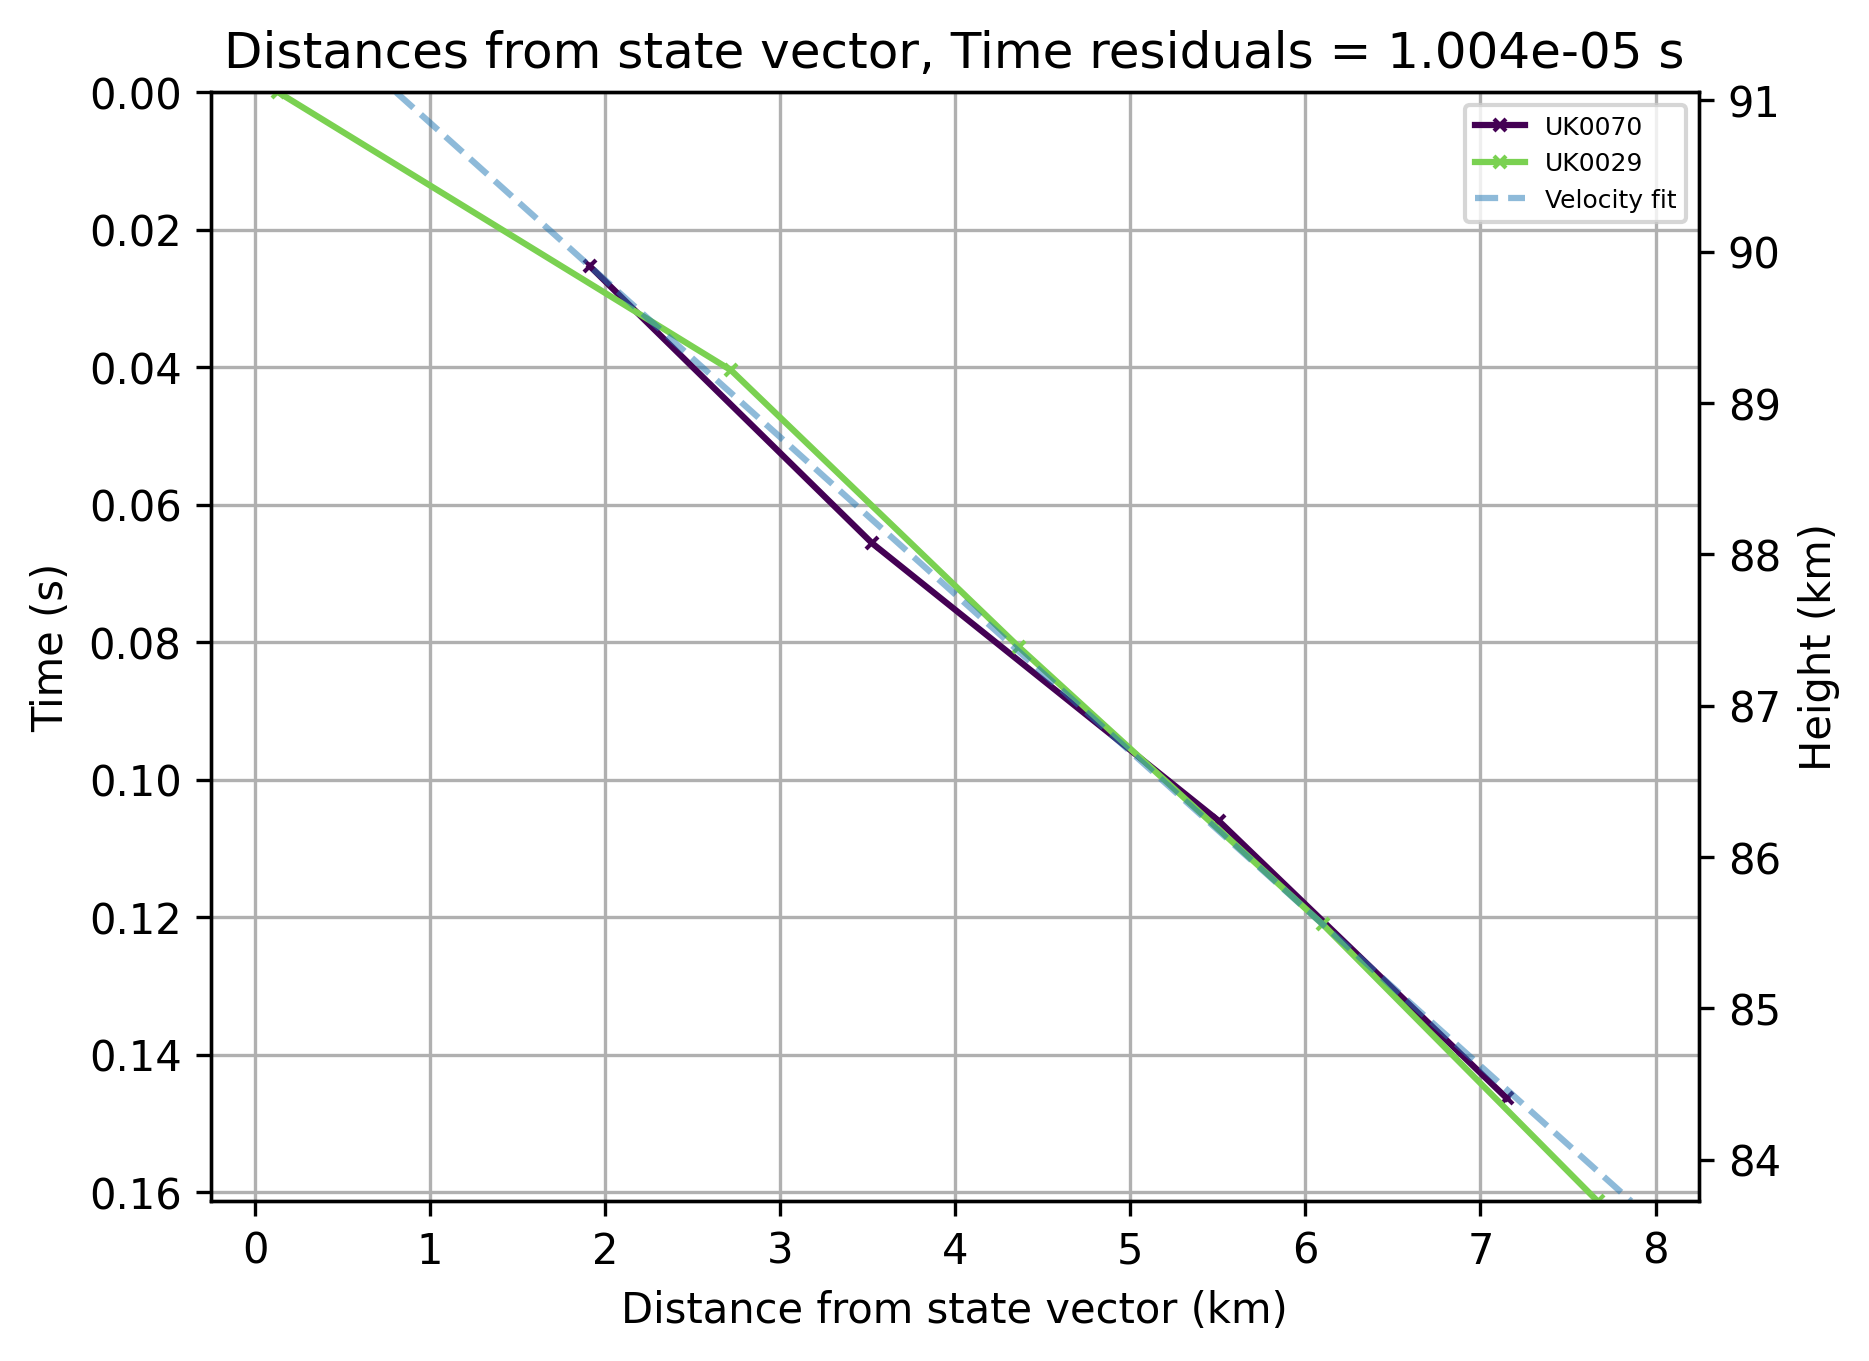 Distances from state vector, Time residuals = 1.004e-05 s
UK0070
UK0029
Velocity fit
Time (s)
0.00
0.02
0.04
0.06
0.08
0.10
0.12
0.14
0.16
91
90
89
88
87
86
85
84
Height (km)
0 1 2 3 4 5 6 7 8
Distance from state vector (km)